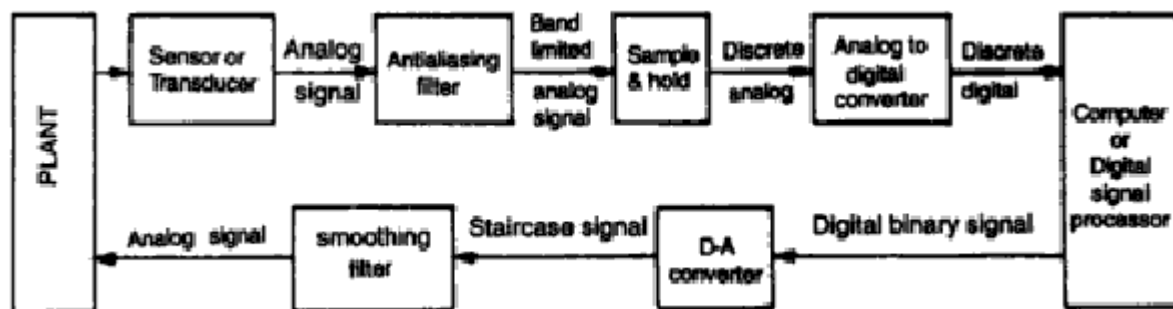 PLANT
Sensor or
Transducer
Analog
signal
Antialiasing
filter
Band
limited
analog
signal
Sample
& hold
Discrete
analog
Analog to
digital
converter
Discrete
digital
Computer
or
Digital
signal
processor
Digital binary signal
D-A
converter
Staircase signal
smoothing
filter
Analog signal